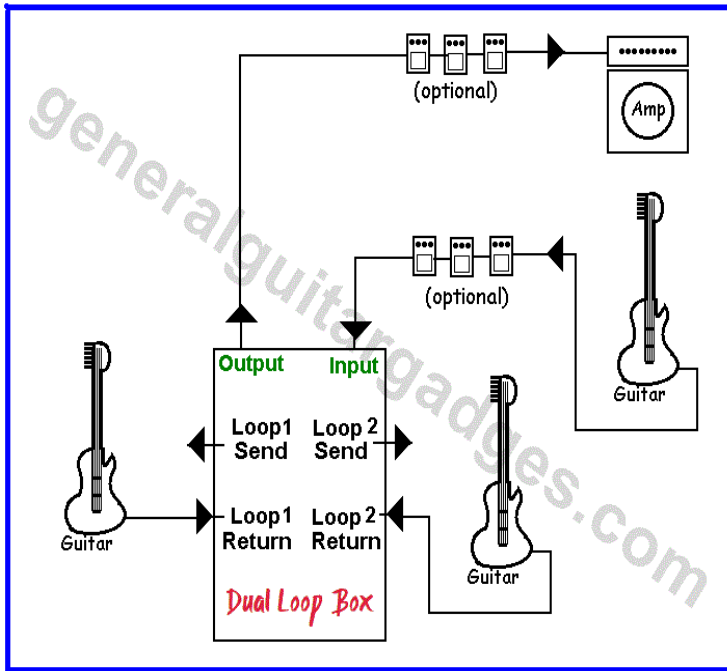 (optional)
Amp
generalguitargadges.com
(optional)
Guitar
Output Input
Loop1 Send
Loop 2 Send
Guitar
Loop1 Return
Loop 2 Return
Guitar
Dual Loop Box